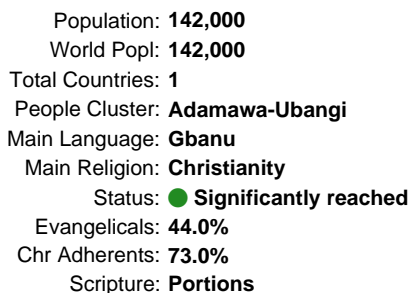 Population: 142,000
World Popl: 142,000
Total Countries: 1
People Cluster: Adamawa-Ubangi
Main Language: Gbanu
Main Religion: Christianity
Status: Significantly reached
Evangelicals: 44.0%
Chr Adherents: 73.0%
Scripture: Portions